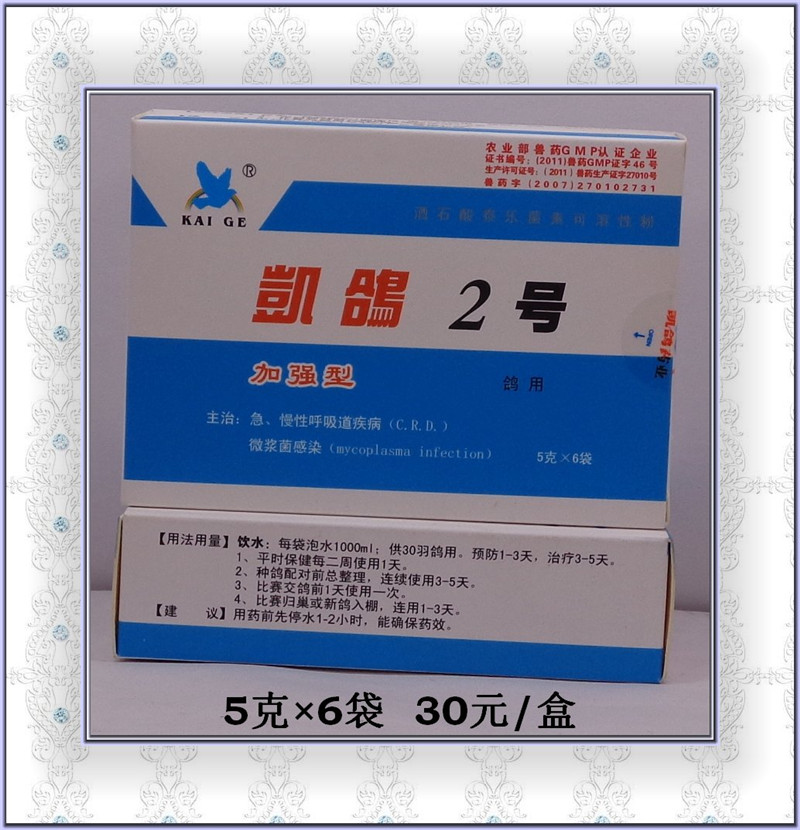 农业部兽药GMP认证企业
证书编号：(2011)兽药GMP证字46号
生产许可证号：(2011)兽药生产证字27010号
兽药字(2007)270102731
®
KAI GE
酒石酸泰乐菌素可溶性粉
凱鴿 2号
加强型 鸽用
主治：急、慢性呼吸道疾病(C.R.D.)
微浆菌感染(mycoplasma infection) 5克×6袋
OPEN
凯鸽药业
【用法用量】饮水：每袋泡水1000ml；供30羽鸽用。预防1-3天，治疗3-5天。
1、平时保健每二周使用1天。
2、种鸽配对前总整理，连续使用3-5天。
3、比赛交鸽前1天使用一次。
4、比赛归巢或新鸽入棚，连用1-3天。
【建 议】用药前先停水1-2小时，能确保药效。
5克×6袋 30元/盒